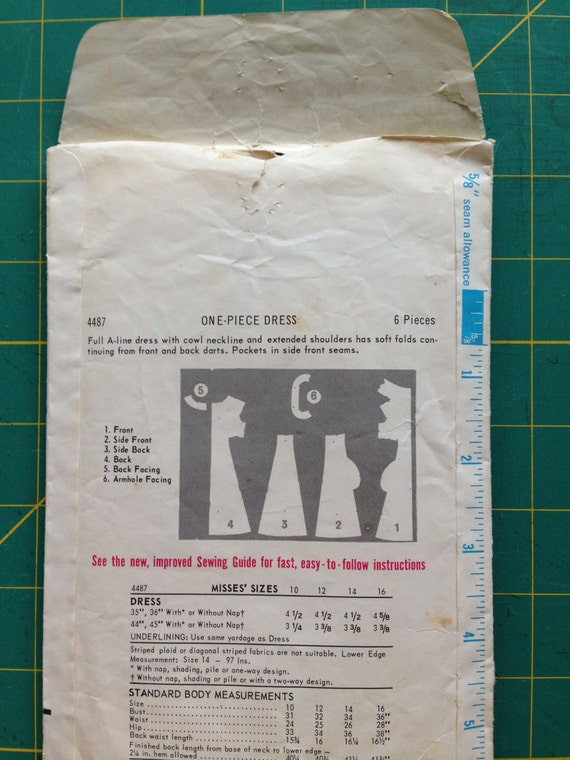 5/8" seam allowance
4487 ONE-PIECE DRESS 6 Pieces
Full A-line dress with cowl neckline and extended shoulders has soft folds con-
tinuing from front and back darts. Pockets in side front seams.
1. Front
2. Side Front
3. Side Back
4. Back
5. Back Facing
6. Armhole Facing
5
6
4 3 2 1
See the new, improved Sewing Guide for fast, easy-to-follow instructions
4487 MISSES' SIZES 10 12 14 16
DRESS
35", 36" With* or Without Nap† 4 1/2 4 1/2 4 1/2 4 5/8
44", 45" With* or Without Nap† 3 1/4 3 3/8 3 3/8 3 3/8
UNDERLINING: Use same yardage as Dress
Striped plaid or diagonal striped fabrics are not suitable. Lower Edge
Measurement: Size 14 – 97 Ins.
* With nap, shading, pile or one-way design.
† Without nap, shading or pile or with a two-way design.
STANDARD BODY MEASUREMENTS
Size 10 12 14 16
Bust 31 32 34 36"
Waist 24 25 26 28"
Hip 33 34 36 38"
Back waist length 15¾ 16 16¼ 16½"
Finished back length from base of neck to lower edge –
2¼ in. hem allowed
5/8
1
2
3
4
5